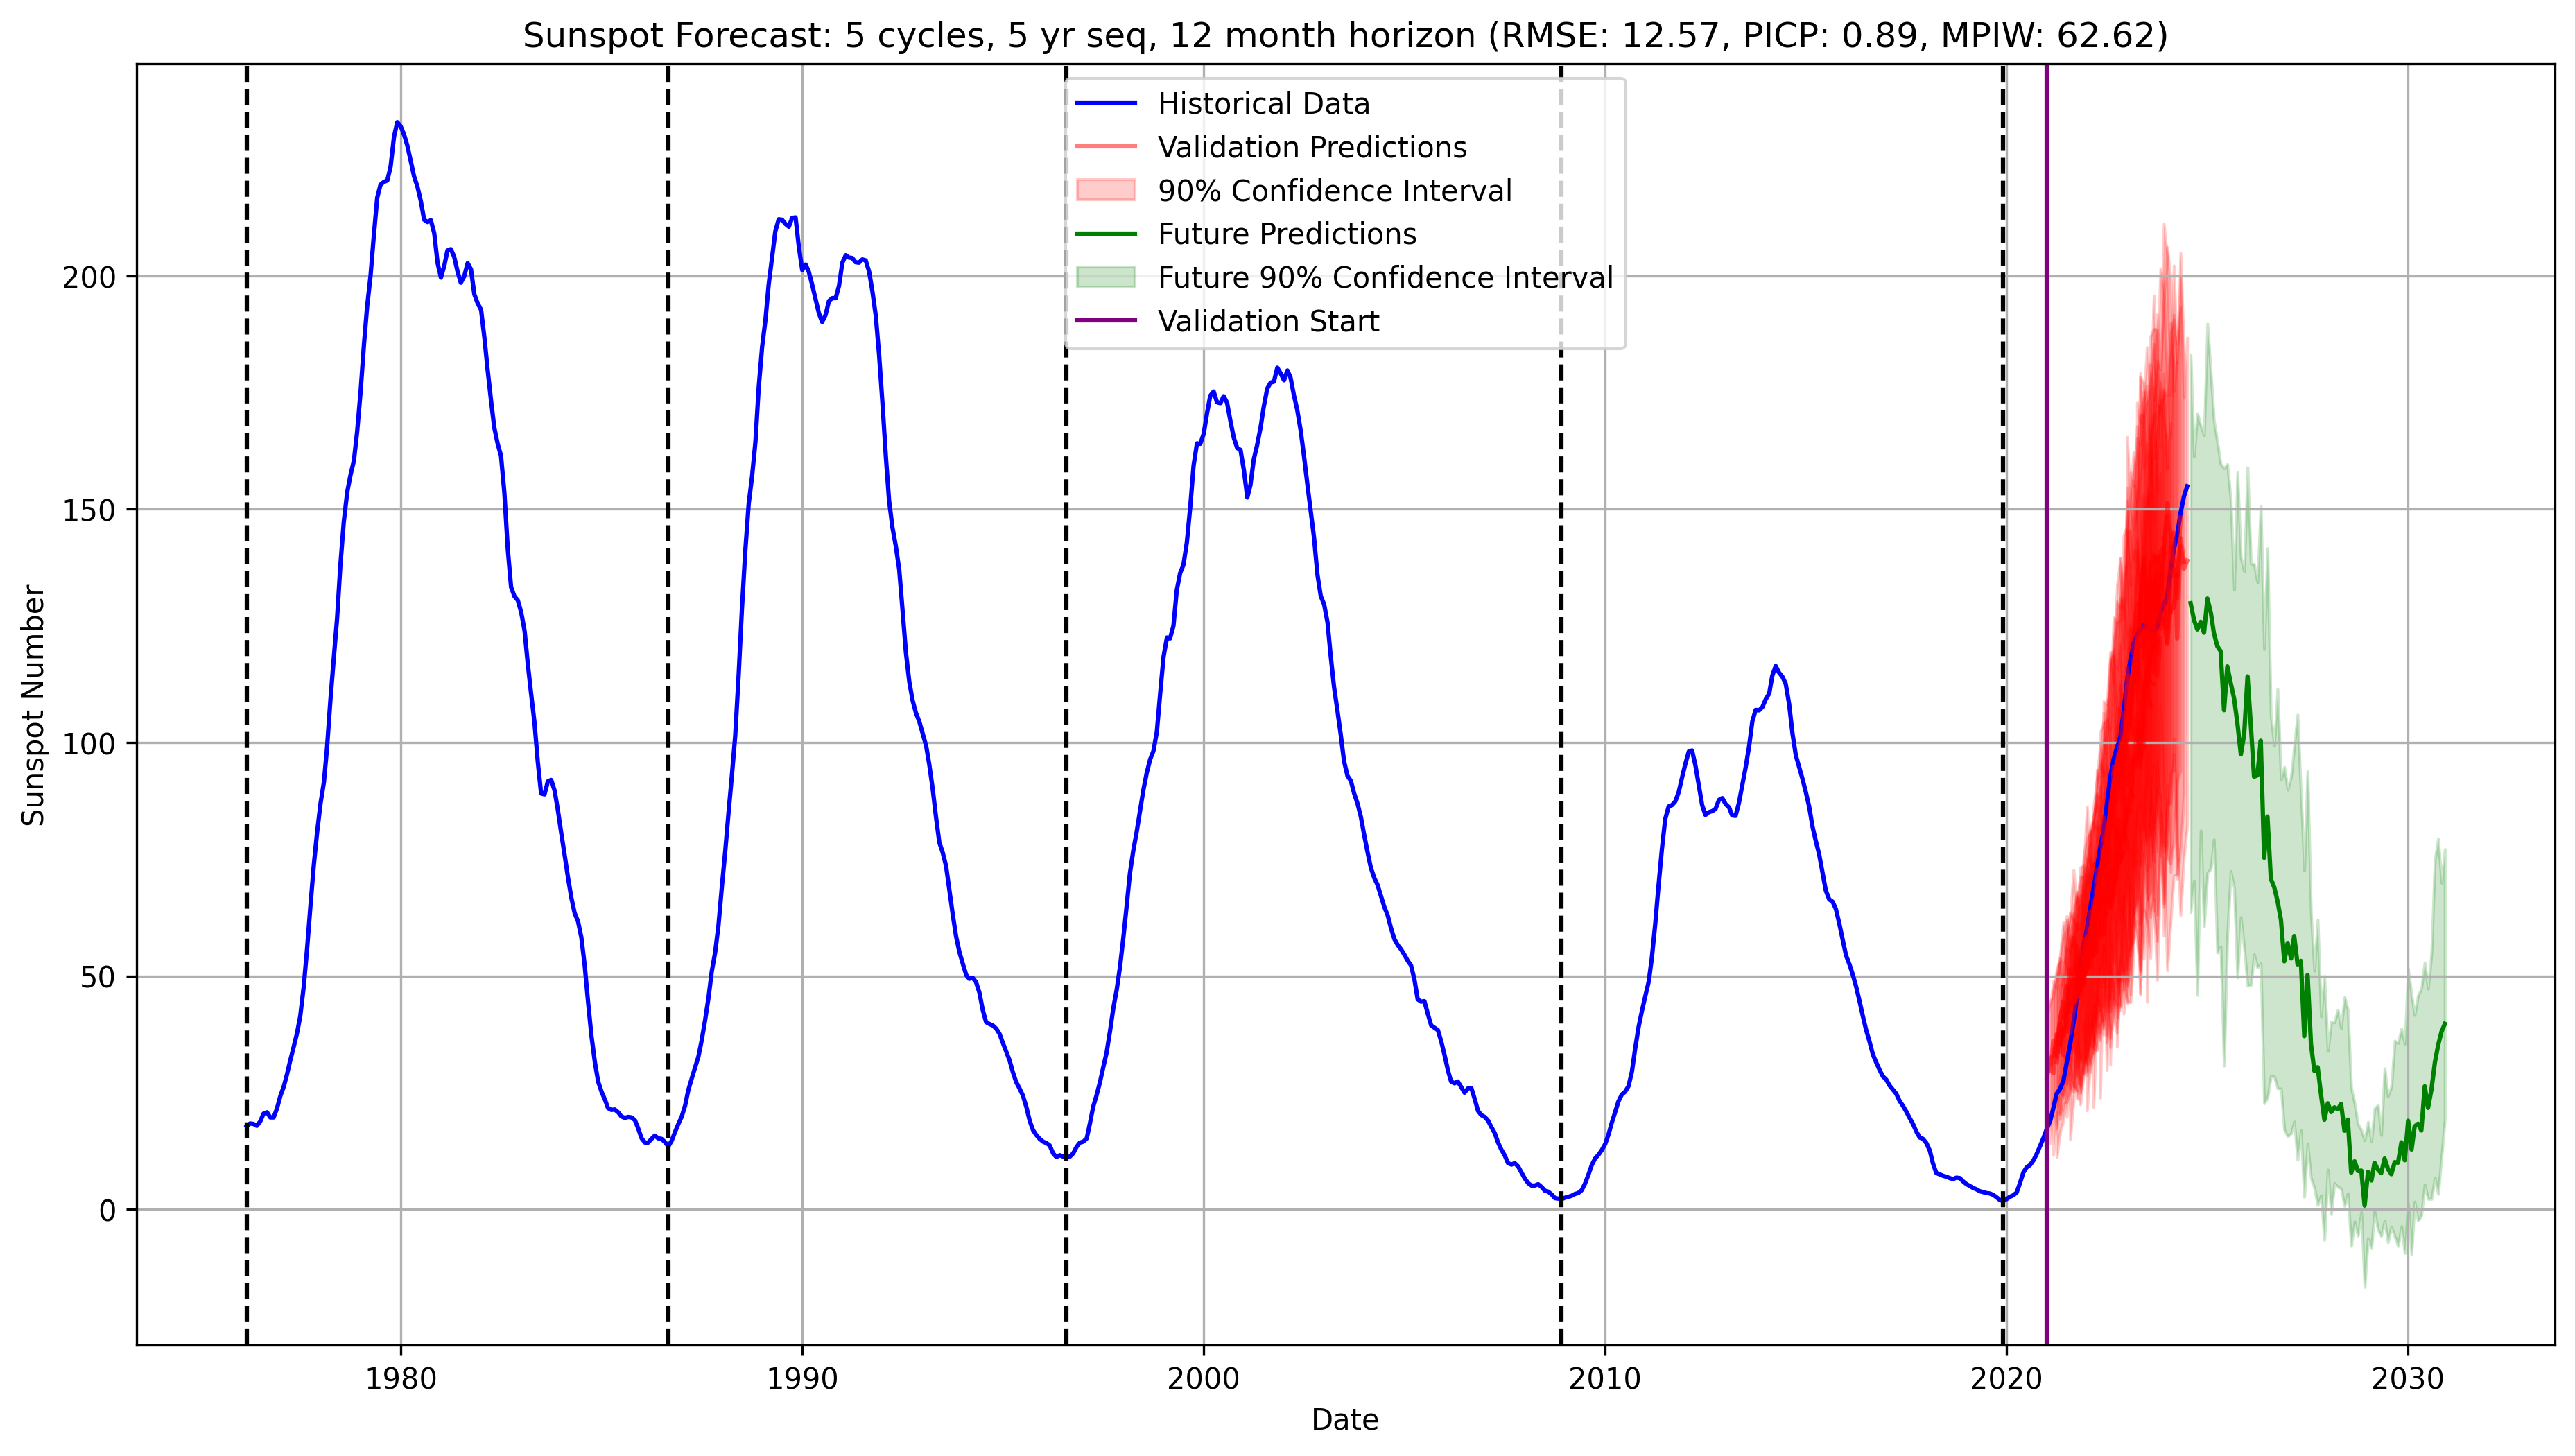 Sunspot Forecast: 5 cycles, 5 yr seq, 12 month horizon (RMSE: 12.57, PICP: 0.89, MPIW: 62.62)
Historical Data
Validation Predictions
90% Confidence Interval
Future Predictions
Future 90% Confidence Interval
Validation Start
Sunspot Number
200
150
100
50
0
1980 1990 2000 2010 2020 2030
Date